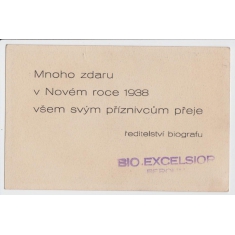 Mnoho zdaru
v Novém roce 1938
všem svým příznivcům přeje
ředitelství biografu
BIO.EXCELSIOR